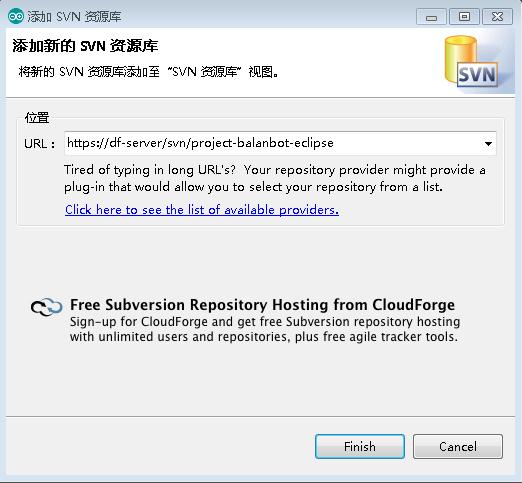 添加 SVN 资源库
添加新的 SVN 资源库
将新的 SVN 资源库添加至 “SVN 资源库” 视图。
SVN
位置
URL： https://df-server/svn/project-balanbot-eclipse
Tired of typing in long URL's?  Your repository provider might provide a
plug-in that would allow you to select your repository from a list.
Click here to see the list of available providers.
Free Subversion Repository Hosting from CloudForge
Sign-up for CloudForge and get free Subversion repository hosting
with unlimited users and repositories, plus free agile tracker tools.
Finish
Cancel